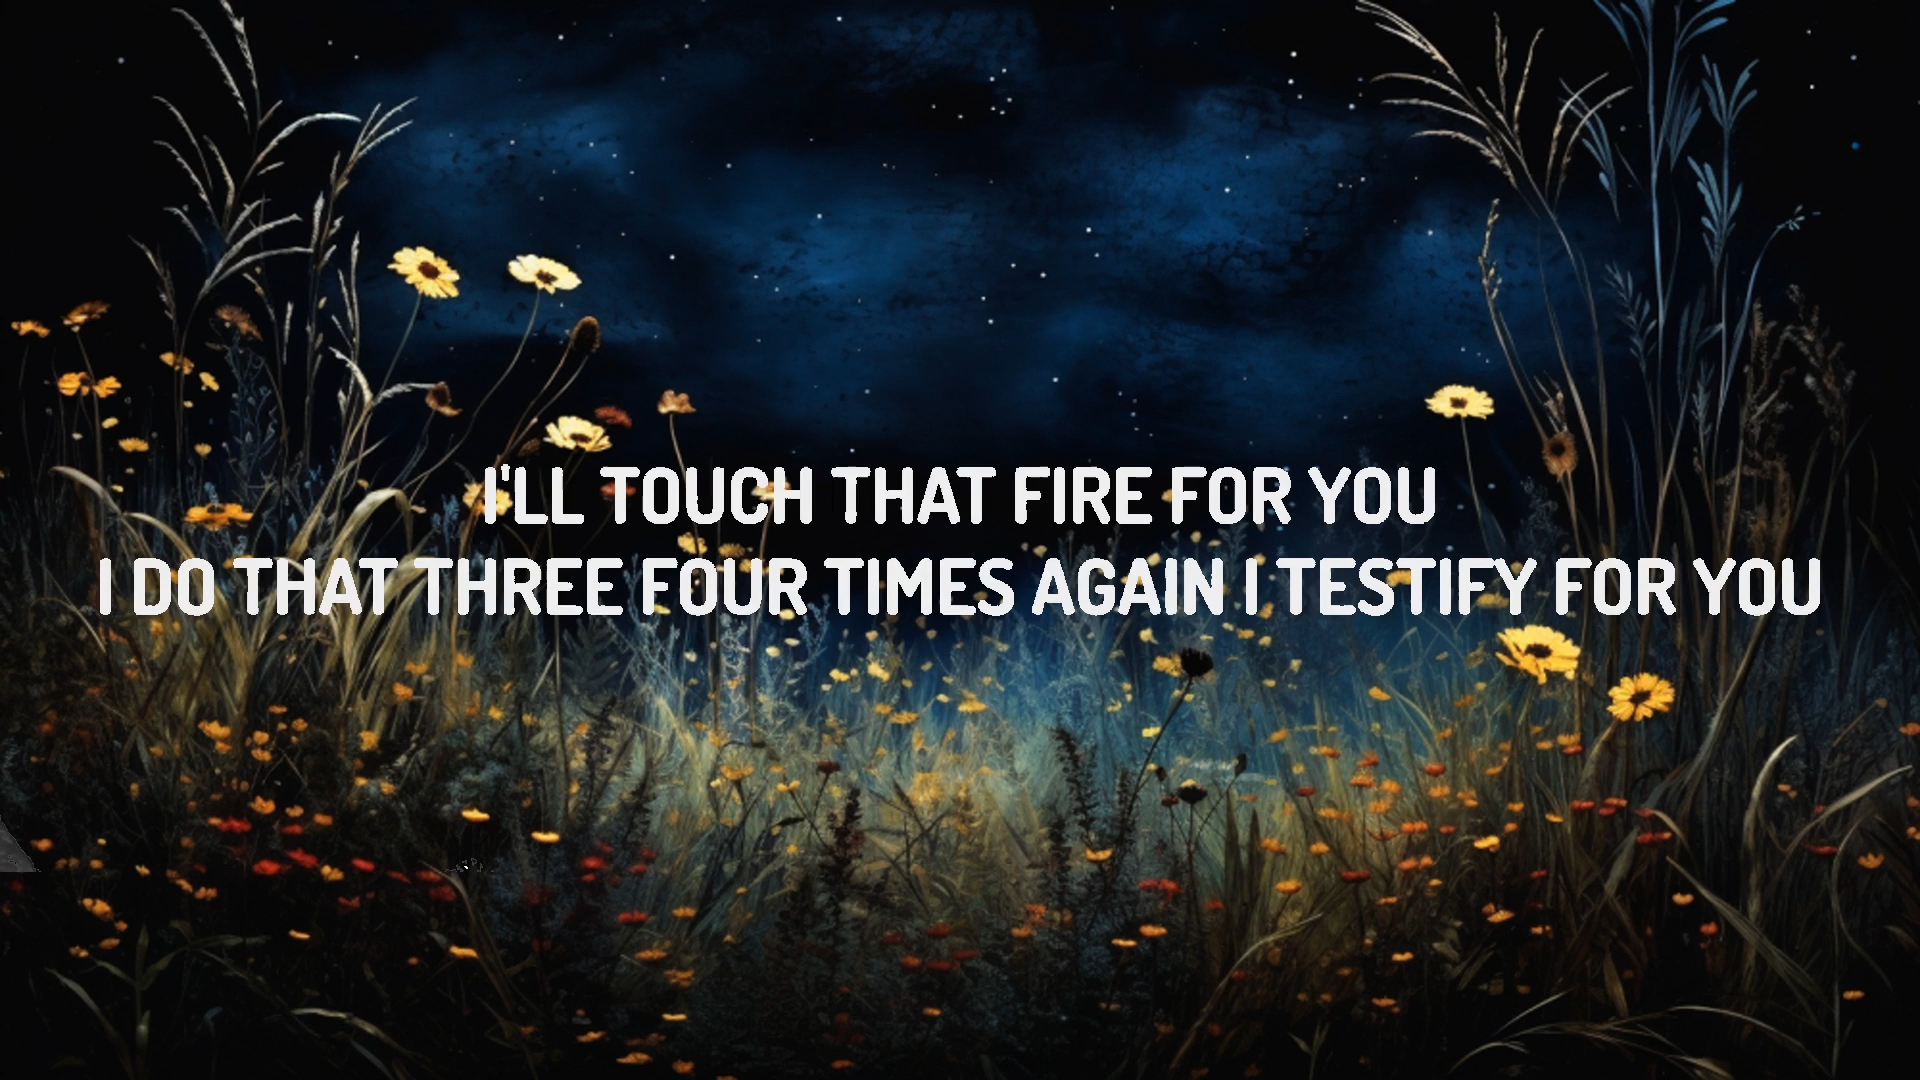 I'LL TOUCH THAT FIRE FOR YOU
I DO THAT THREE FOUR TIMES AGAIN I TESTIFY FOR YOU